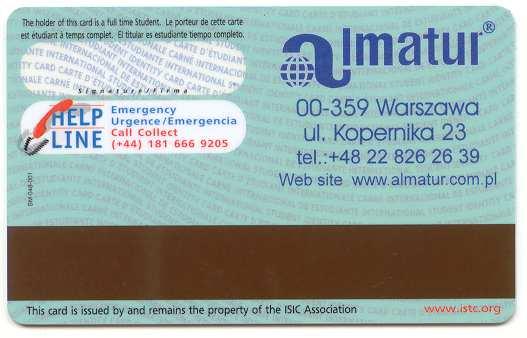 The holder of this card is a full time Student. Le porteur de cette carte
est étudiant à temps complet. El titular es estudiante tiempo completo.
Signature/Firma
HELP
LINE
Emergency
Urgence/Emergencia
Call Collect
(+44) 181 666 9205
almatur®
00-359 Warszawa
ul. Kopernika 23
tel.:+48 22 826 26 39
Web site www.almatur.com.pl
This card is issued by and remains the property of the ISIC Association
www.istc.org